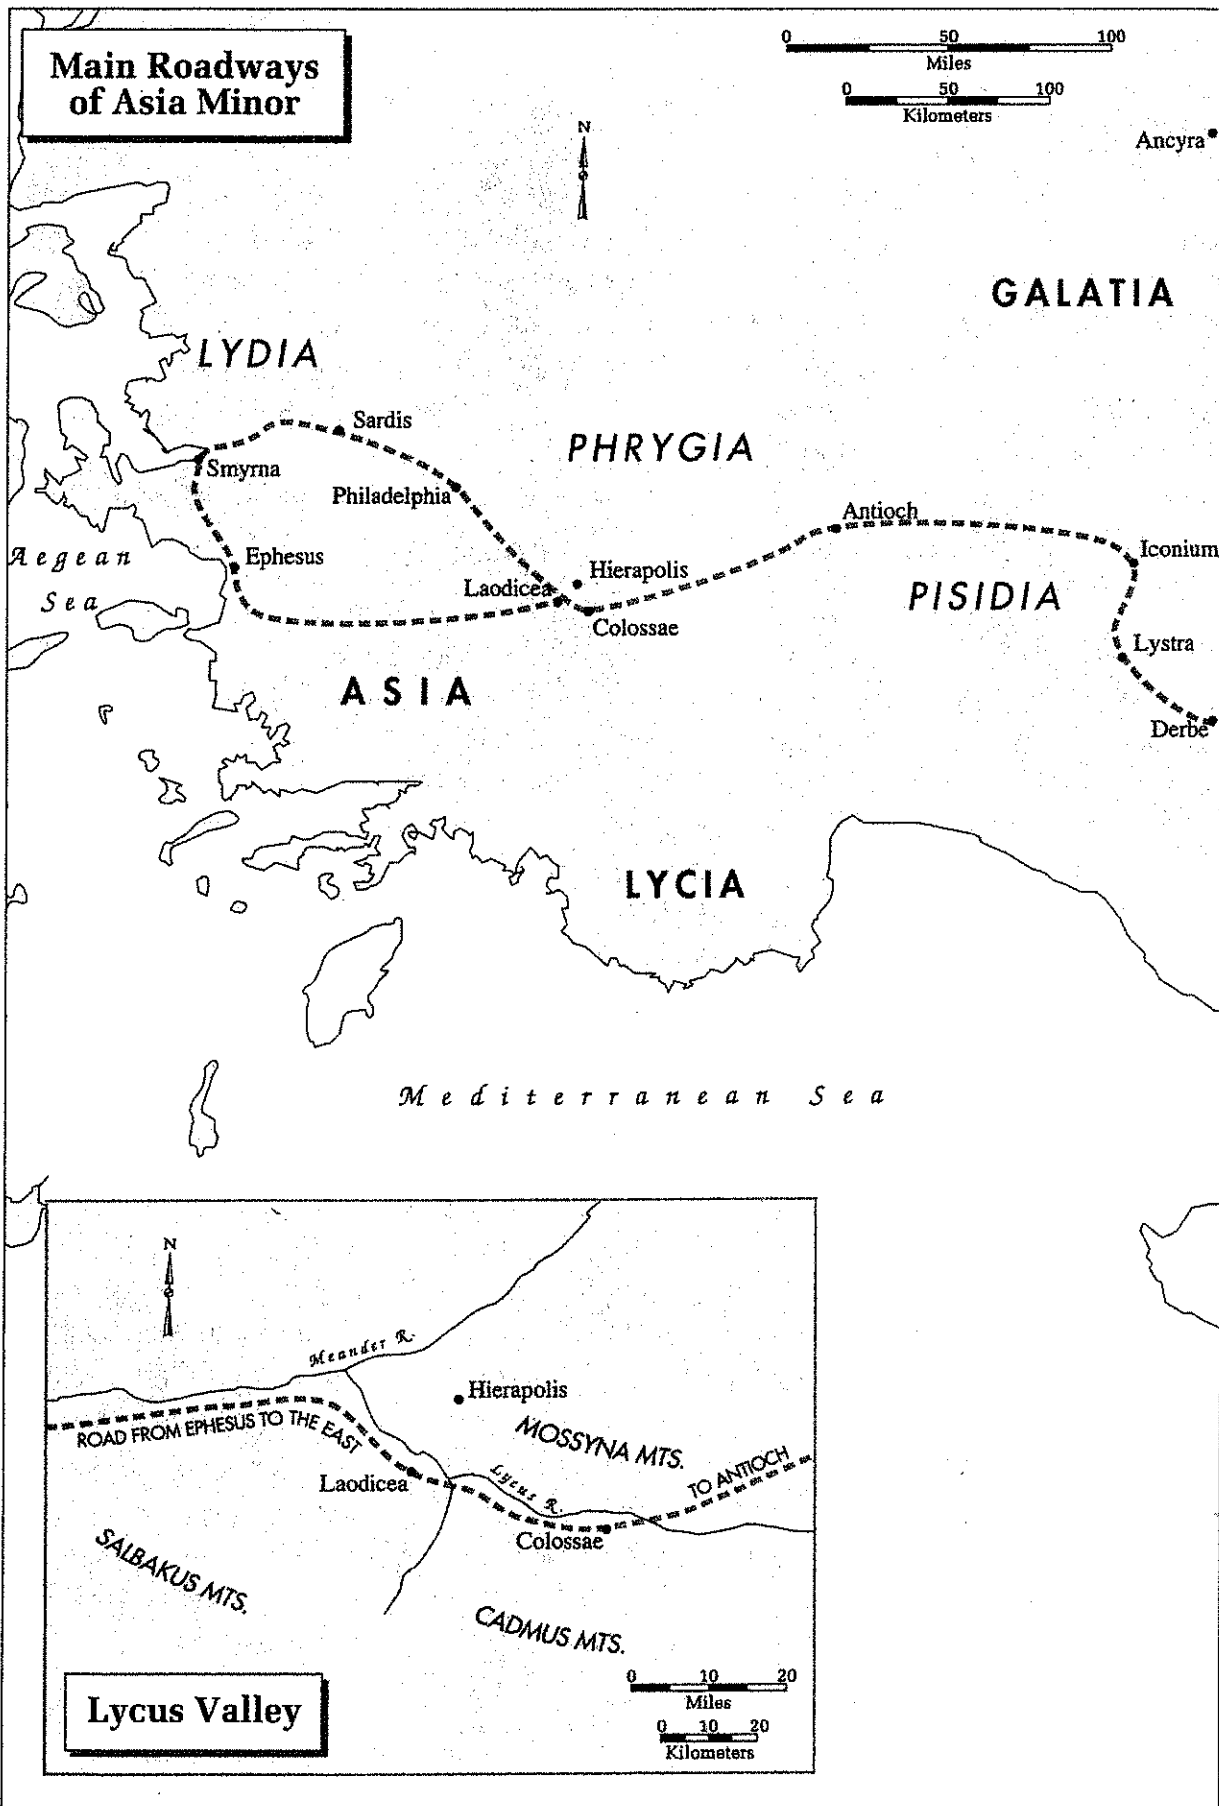 Main Roadways
of Asia Minor
0 50 100
Miles
0 50 100
Kilometers
N
Ancyra
GALATIA
LYDIA
Sardis
PHRYGIA
Smyrna
Philadelphia
Antioch
Aegean
Sea
Ephesus
Iconium
Hierapolis
Laodicea
PISIDIA
Colossae
Lystra
ASIA
Derbe
LYCIA
Mediterranean Sea
N
Meander R.
Hierapolis
ROAD FROM EPHESUS TO THE EAST
MOSSYNA MTS.
TO ANTIOCH
Laodicea
Lycus R.
Colossae
SALBAKUS MTS.
CADMUS MTS.
0 10 20
Miles
0 10 20
Kilometers
Lycus Valley